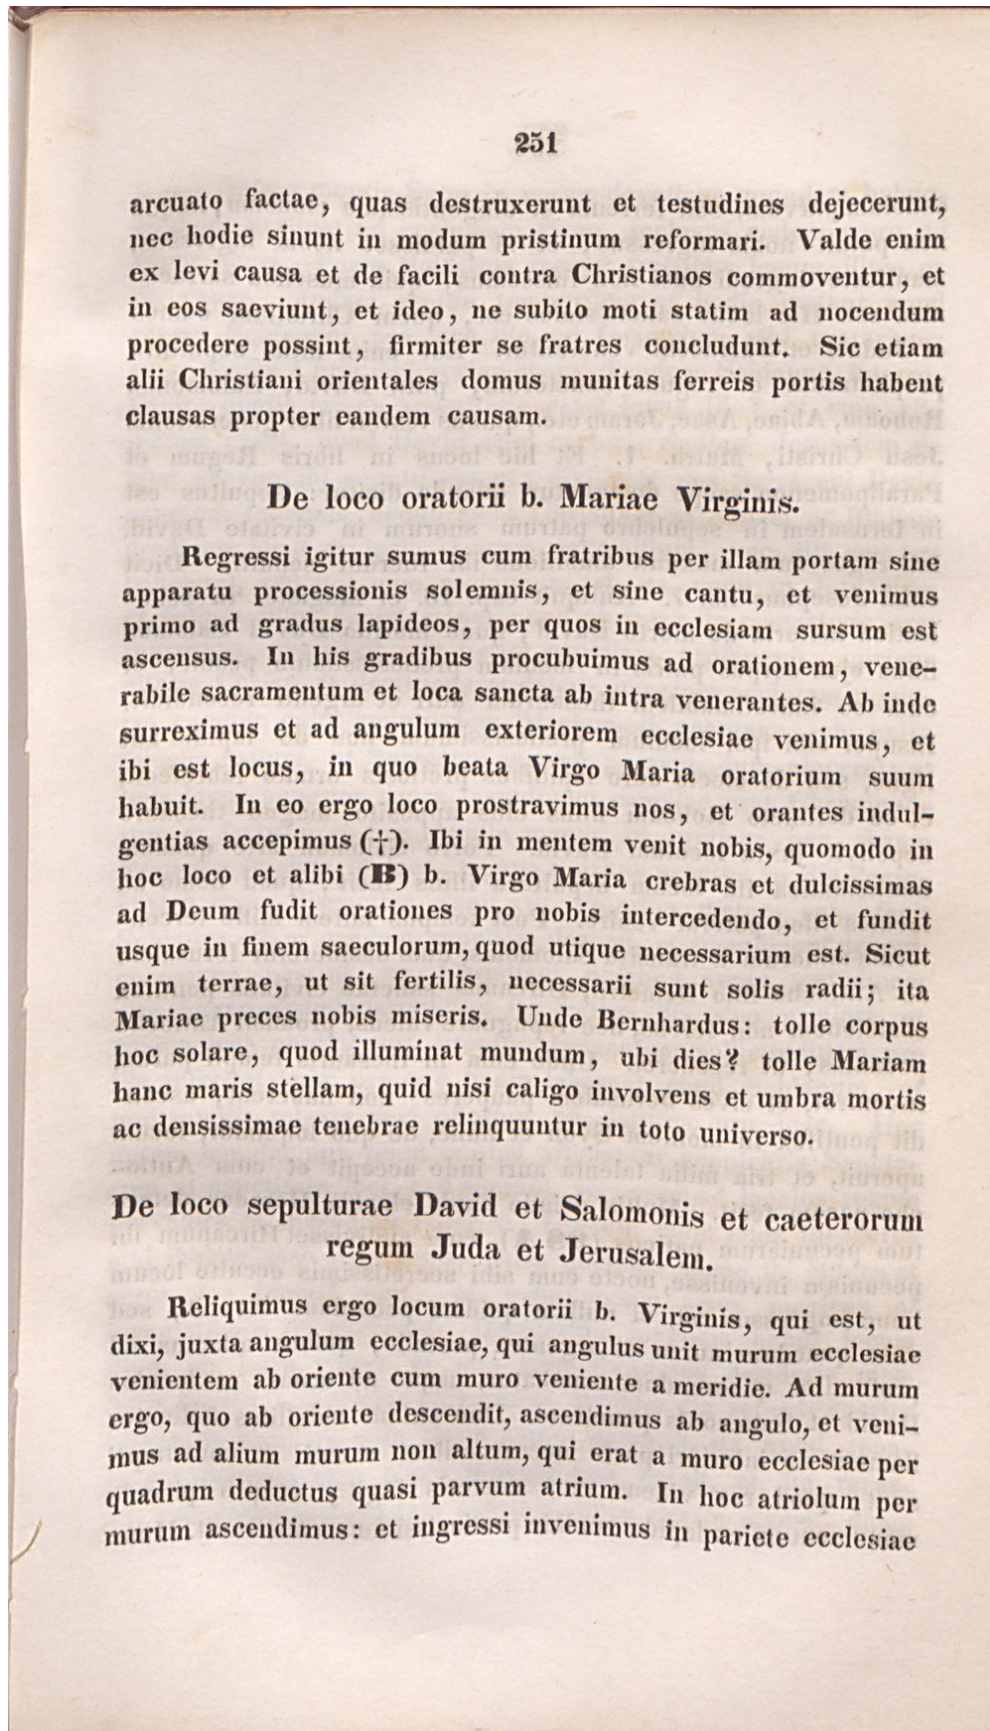 251
arcuato factae, quas destruxerunt et testudines dejecerunt,
nec hodie sinunt in modum pristinum reformari. Valde enim
ex levi causa et de facili contra Christianos commoventur, et
in eos saeviunt, et ideo, ne subito moti statim ad nocendum
procedere possint, firmiter se fratres concludunt. Sic etiam
alii Christiani orientales domus munitas ferreis portis habent
clausas propter eandem causam.
De loco oratorii b. Mariae Virginis.
Regressi igitur sumus cum fratribus per illam portam sine
apparatu processionis solemnis, et sine cantu, et venimus
primo ad gradus lapideos, per quos in ecclesiam sursum est
ascensus. In his gradibus procubuimus ad orationem, vene-
rabile sacramentum et loca sancta ab intra venerantes. Ab inde
surreximus et ad angulum exteriorem ecclesiae venimus, et
ibi est locus, in quo beata Virgo Maria oratorium suum
habuit. In eo ergo loco prostravimus nos, et orantes indul-
gentias accepimus (†). Ibi in mentem venit nobis, quomodo in
hoc loco et alibi (B) b. Virgo Maria crebras et dulcissimas
ad Deum fudit orationes pro nobis intercedendo, et fundit
usque in finem saeculorum, quod utique necessarium est. Sicut
enim terrae, ut sit fertilis, necessarii sunt solis radii; ita
Mariae preces nobis miseris. Unde Bernhardus: tolle corpus
hoc solare, quod illuminat mundum, ubi dies? tolle Mariam
hanc maris stellam, quid nisi caligo involvens et umbra mortis
ac densissimae tenebrae relinquuntur in toto universo.
De loco sepulturae David et Salomonis et caeterorum
regum Juda et Jerusalem.
Reliquimus ergo locum oratorii b. Virginis, qui est, ut
dixi, juxta angulum ecclesiae, qui angulus unit murum ecclesiae
venientem ab oriente cum muro veniente a meridie. Ad murum
ergo, quo ab oriente descendit, ascendimus ab angulo, et veni-
mus ad alium murum non altum, qui erat a muro ecclesiae per
quadrum deductus quasi parvum atrium. In hoc atriolum per
murum ascendimus: et ingressi invenimus in pariete ecclesiae